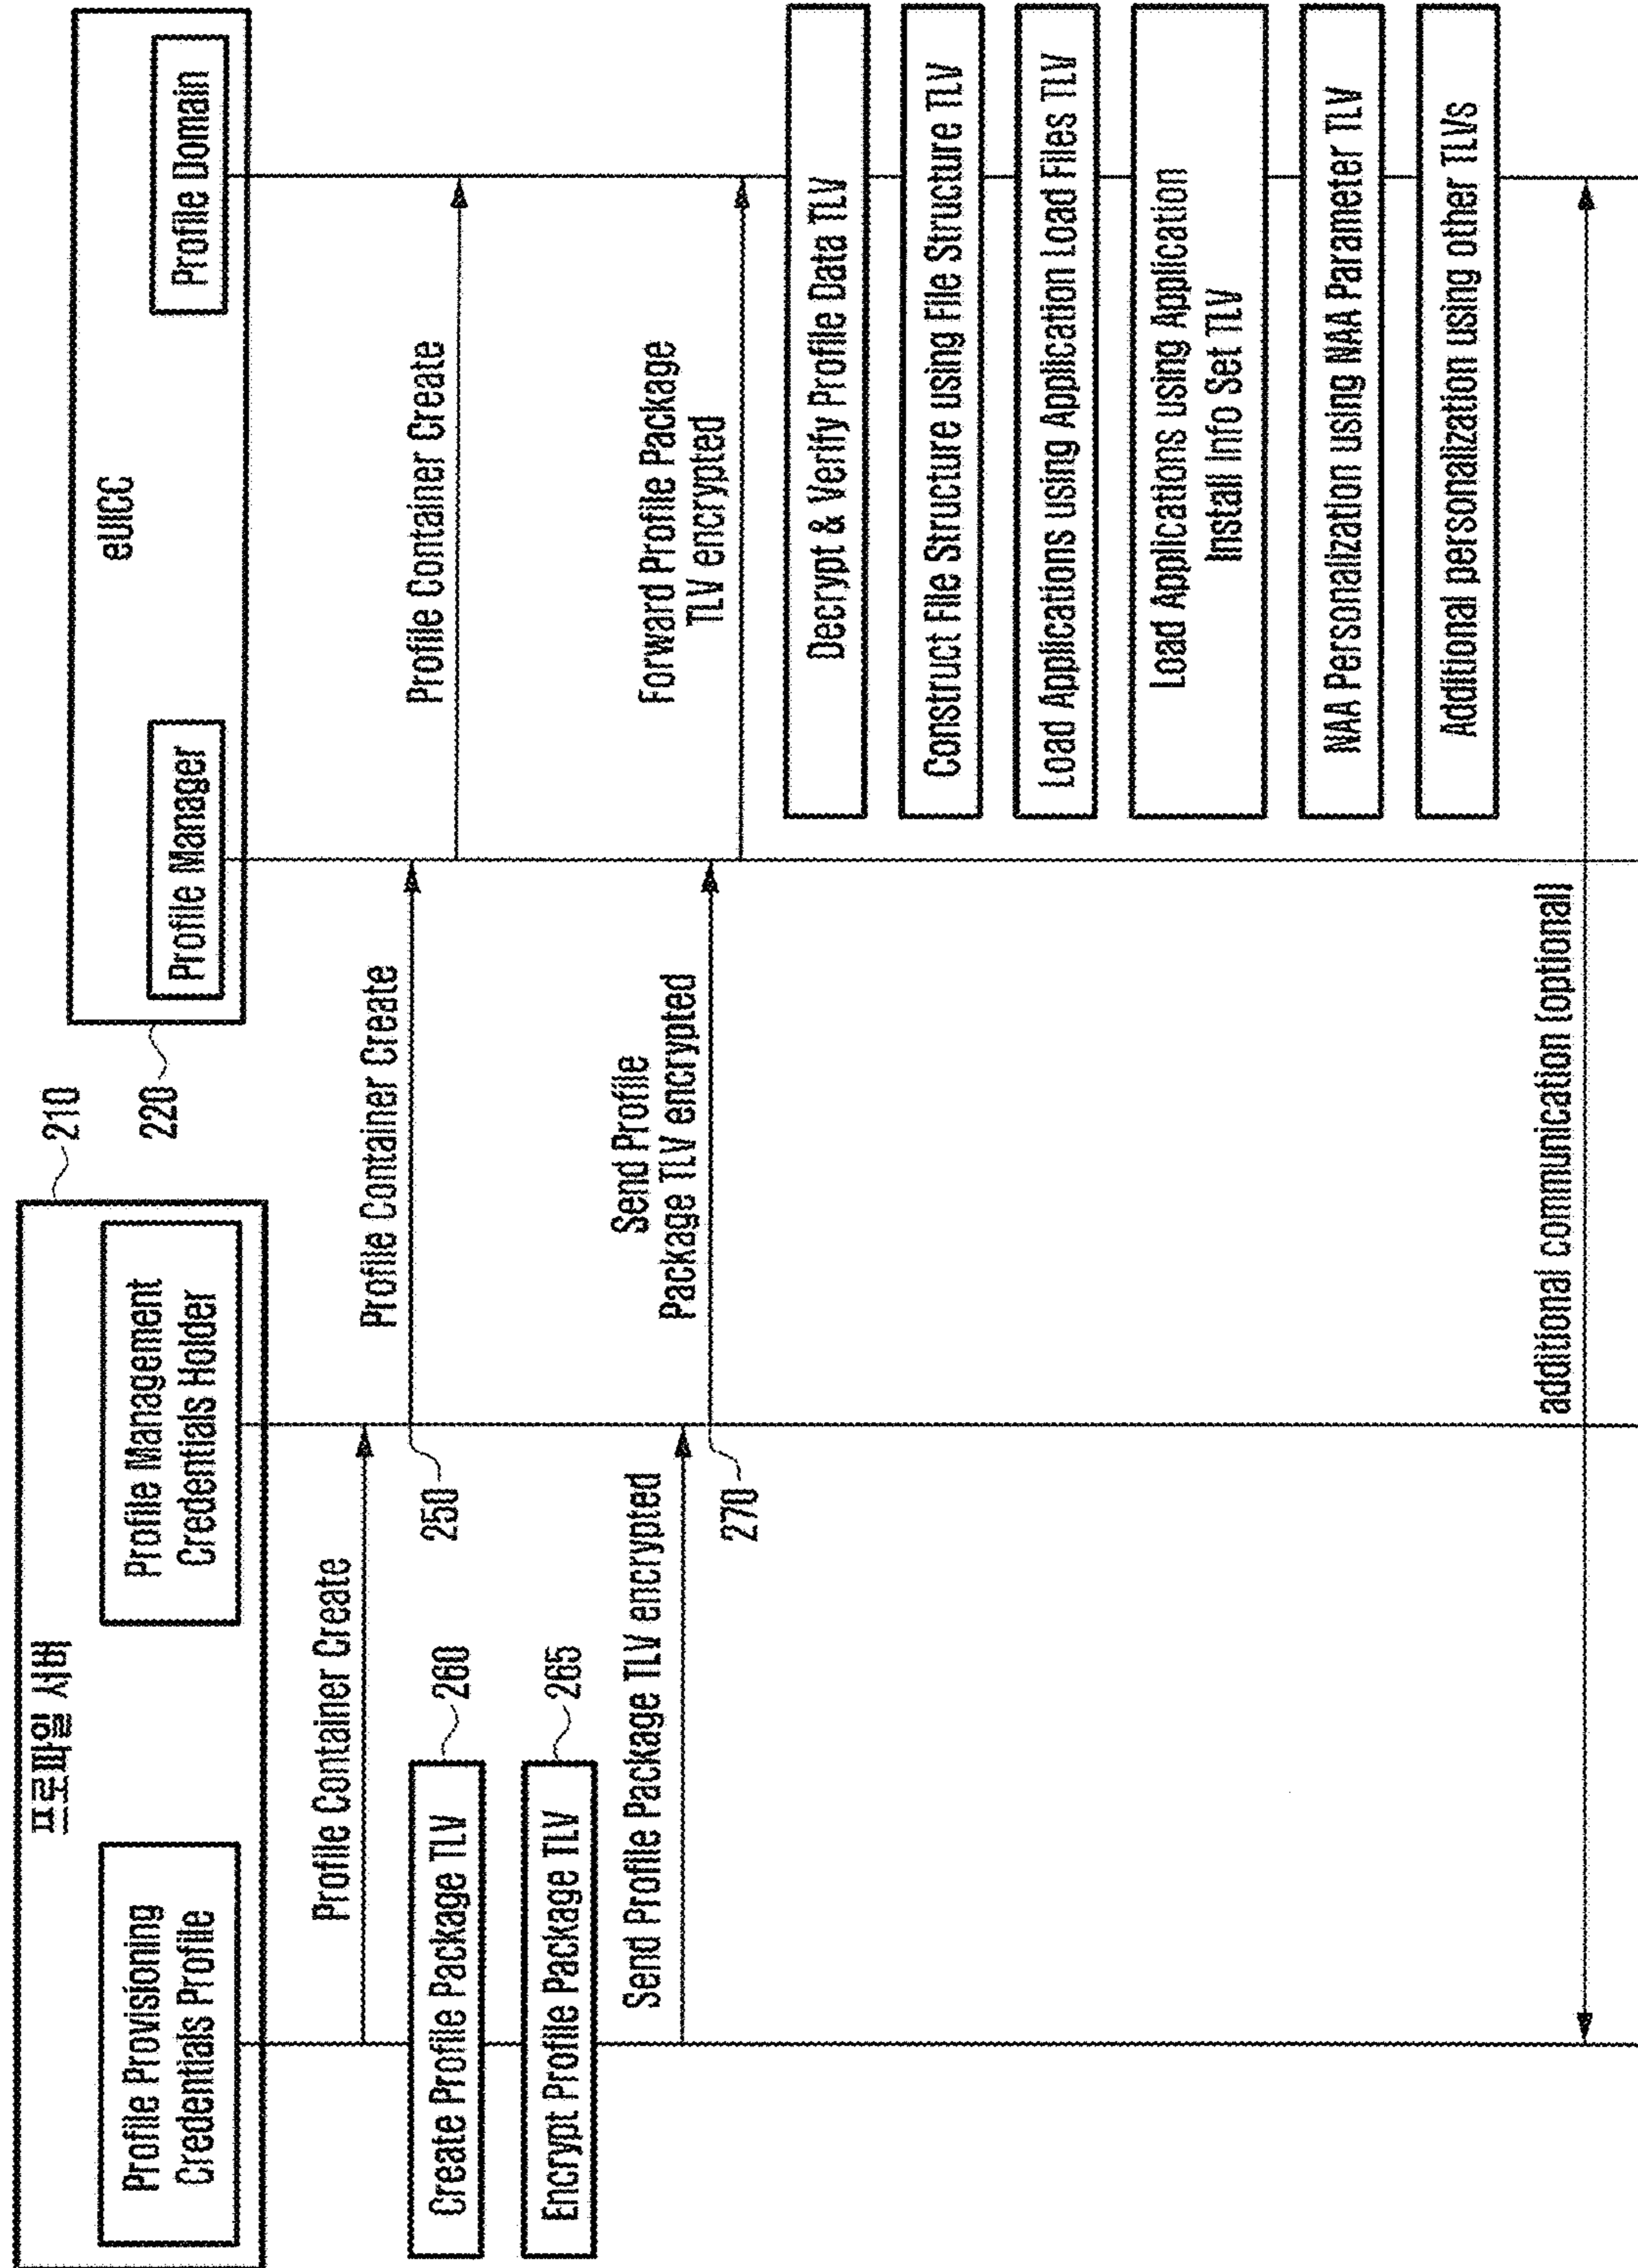 프로파일 서버
210
Profile Provisioning
Credentials Profile
Profile Management
Credentials Holder
eUICC
220
Profile Manager
Profile Domain
Profile Container Create
Profile Container Create
250
Profile Container Create
Create Profile Package TLV
260
Encrypt Profile Package TLV
265
Send Profile Package TLV encrypted
Send Profile
Package TLV encrypted
270
Forward Profile Package
TLV encrypted
Decrypt & Verify Profile Data TLV
Construct File Structure using File Structure TLV
Load Applications using Application Load Files TLV
Load Applications using Application
Install Info Set TLV
NAA Personalization using NAA Parameter TLV
Additional personalization using other TLVs
additional communication (optional)